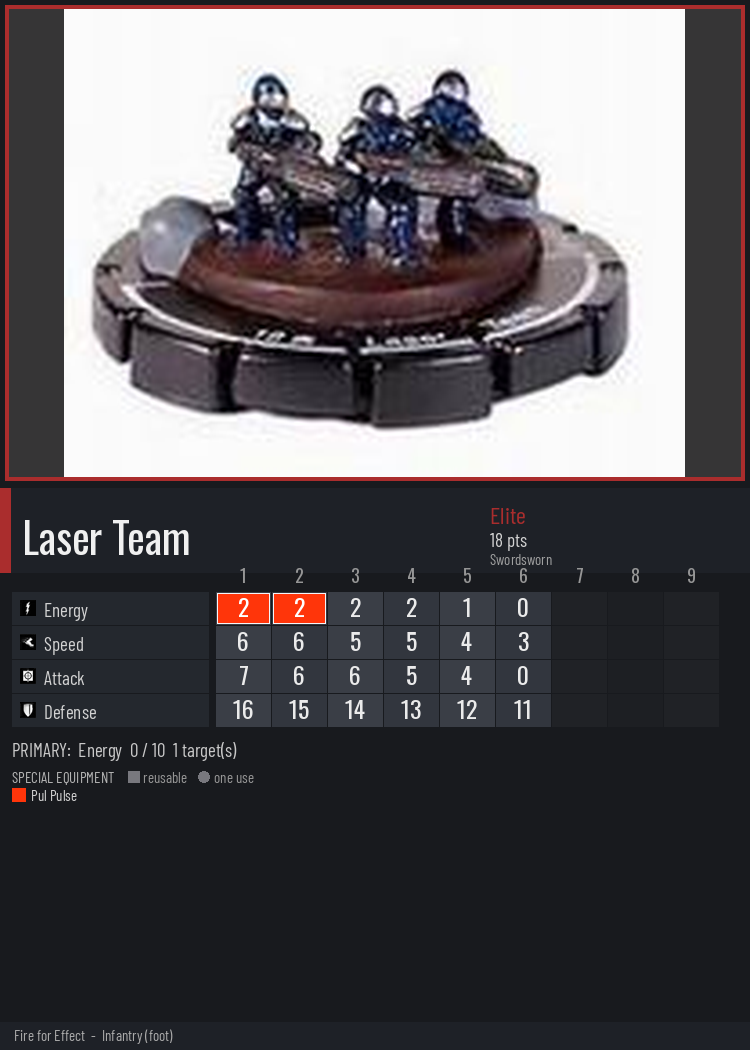 Laser Team
Elite
18 pts
Swordsworn
1 2 3 4 5 6 7 8 9
Energy 2 2 2 2 1 0
Speed 6 6 5 5 4 3
Attack 7 6 6 5 4 0
Defense 16 15 14 13 12 11
PRIMARY: Energy 0 / 10 1 target(s)
SPECIAL EQUIPMENT reusable one use
Pul Pulse
Fire for Effect - Infantry (foot)